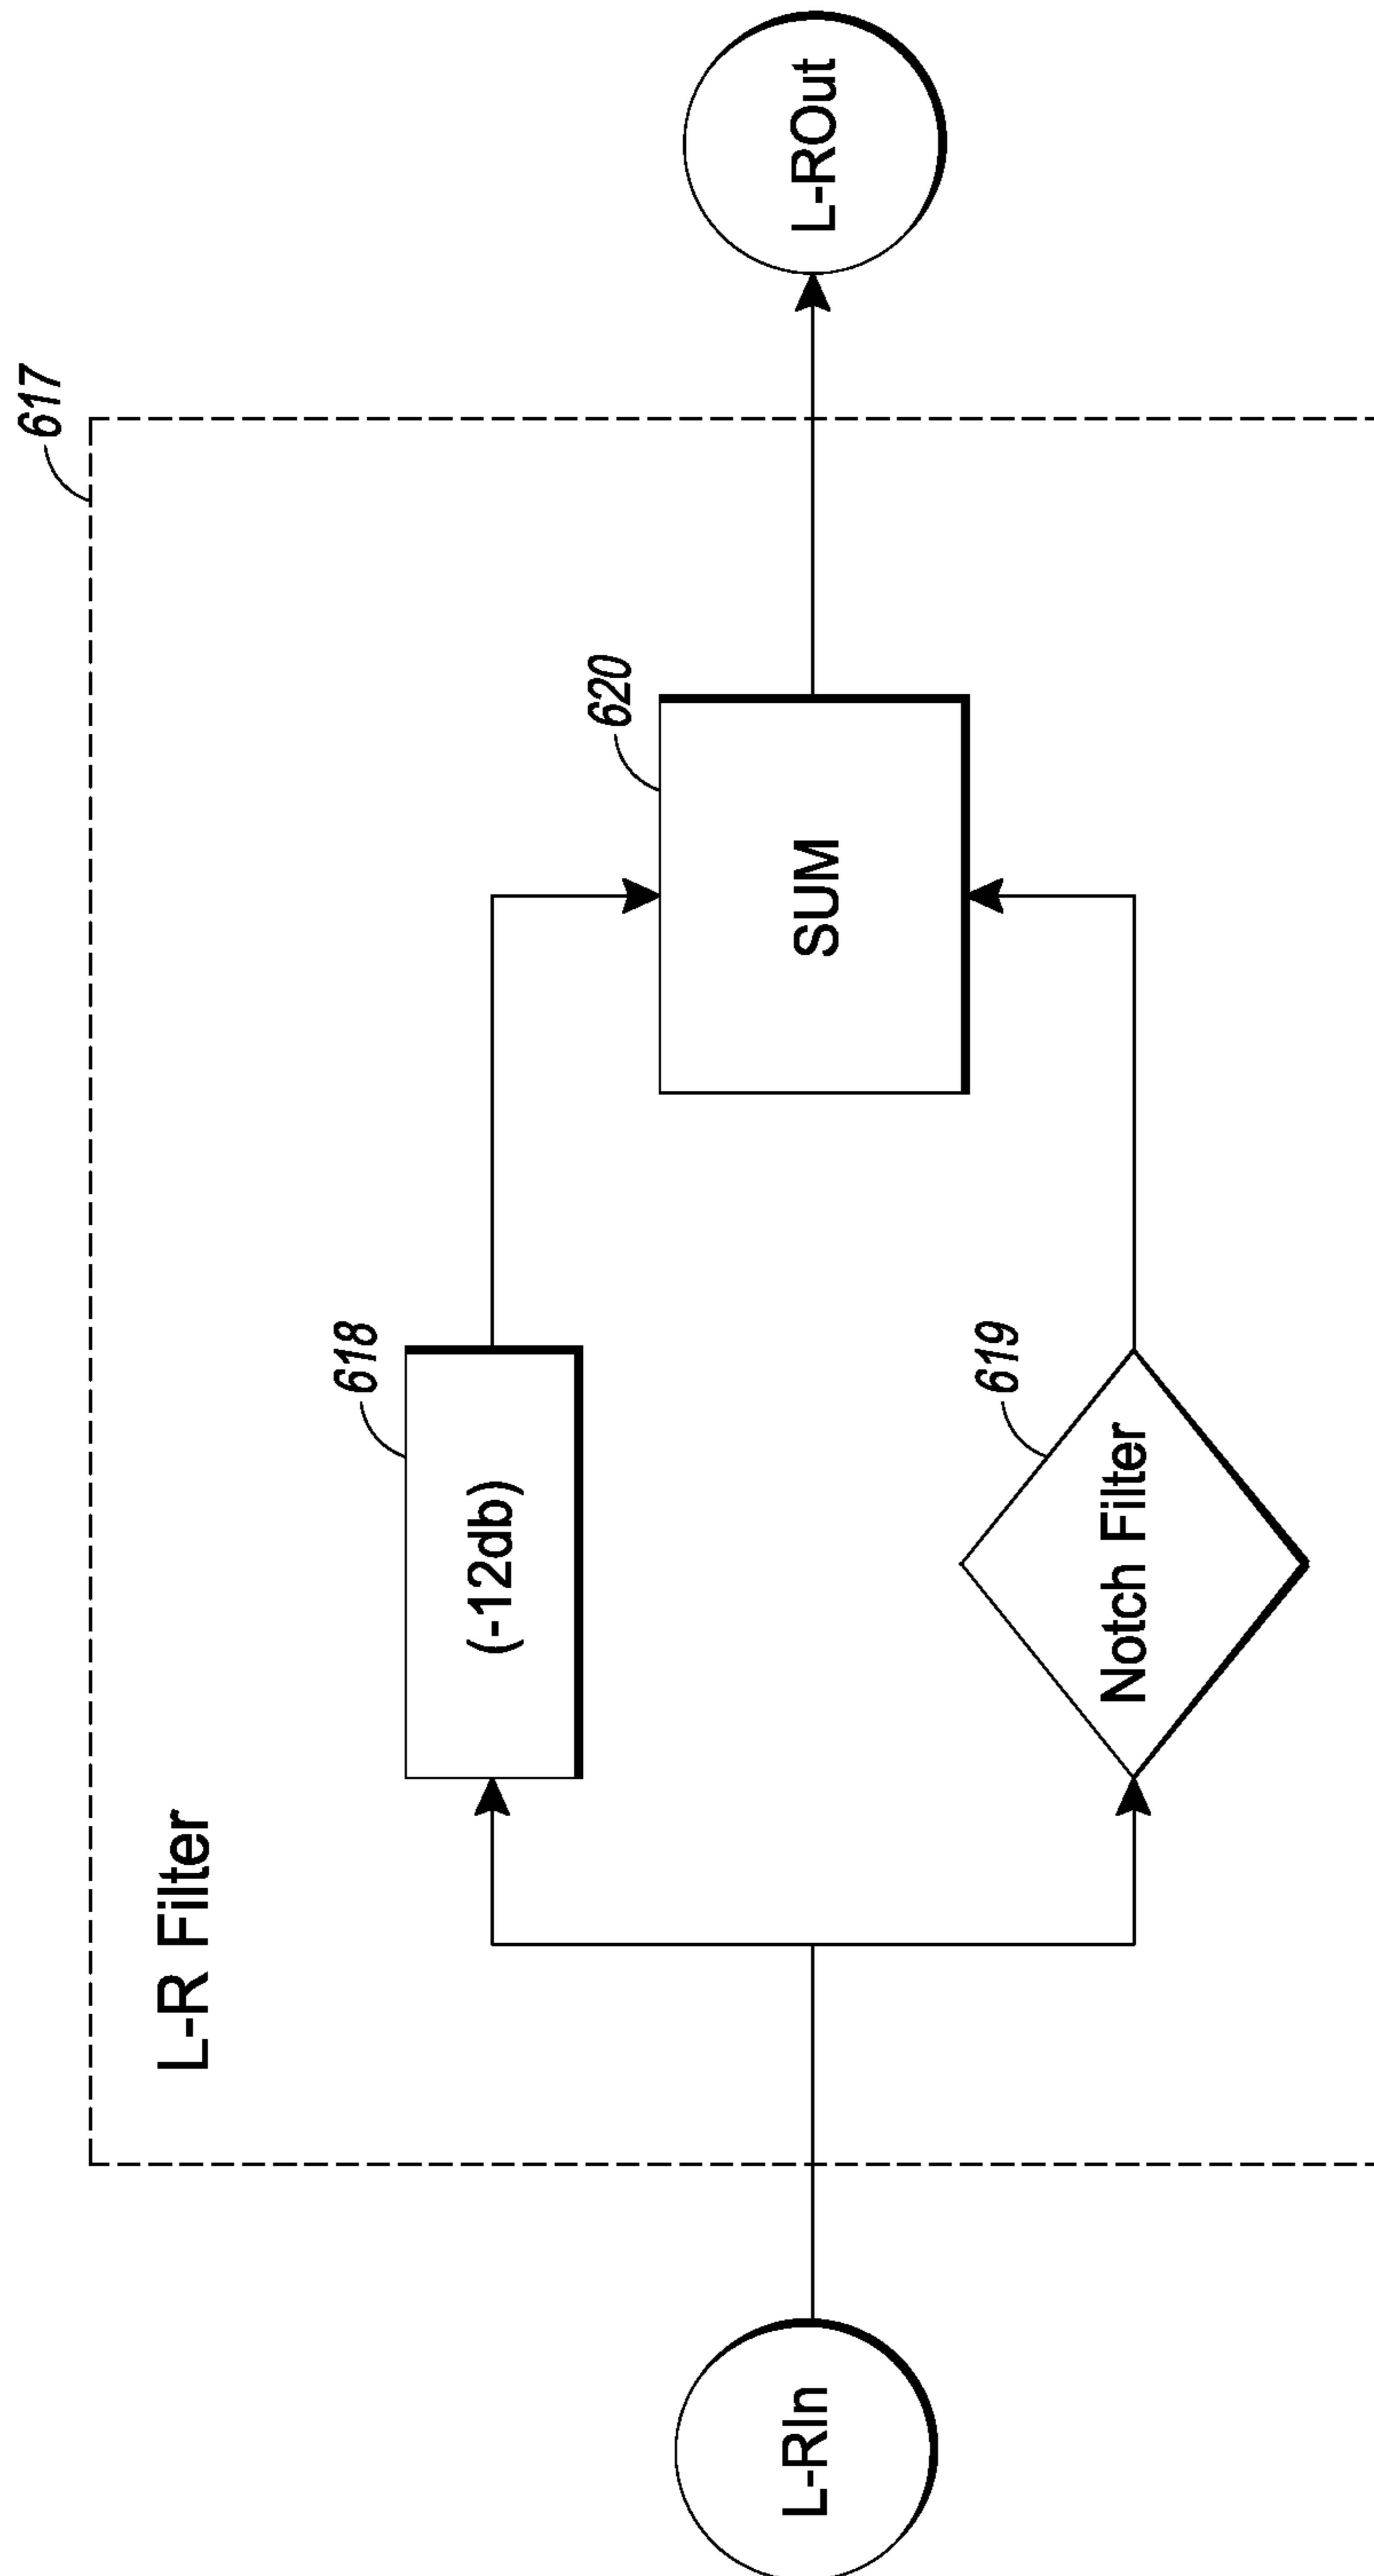 617
L-R Filter
618
(-12db)
620
SUM
619
Notch Filter
L-RIn
L-ROut